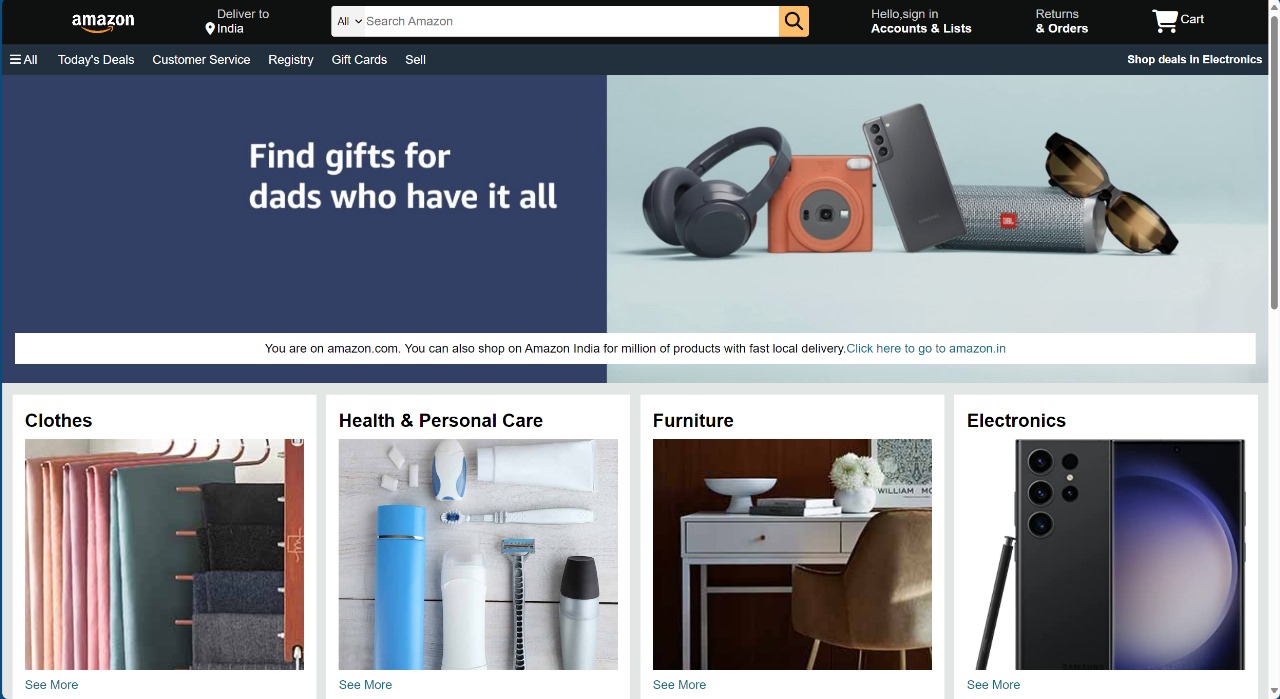 amazon
Deliver to
India
All
Search Amazon
Hello,sign in
Accounts & Lists
Returns
& Orders
Cart
All
Today's Deals
Customer Service
Registry
Gift Cards
Sell
Shop deals in Electronics
Find gifts for
dads who have it all
SAMSUNG
JBL
You are on amazon.com. You can also shop on Amazon India for million of products with fast local delivery.Click here to go to amazon.in
Clothes
Health & Personal Care
Furniture
Electronics
WILLIAM
See More
See More
See More
See More